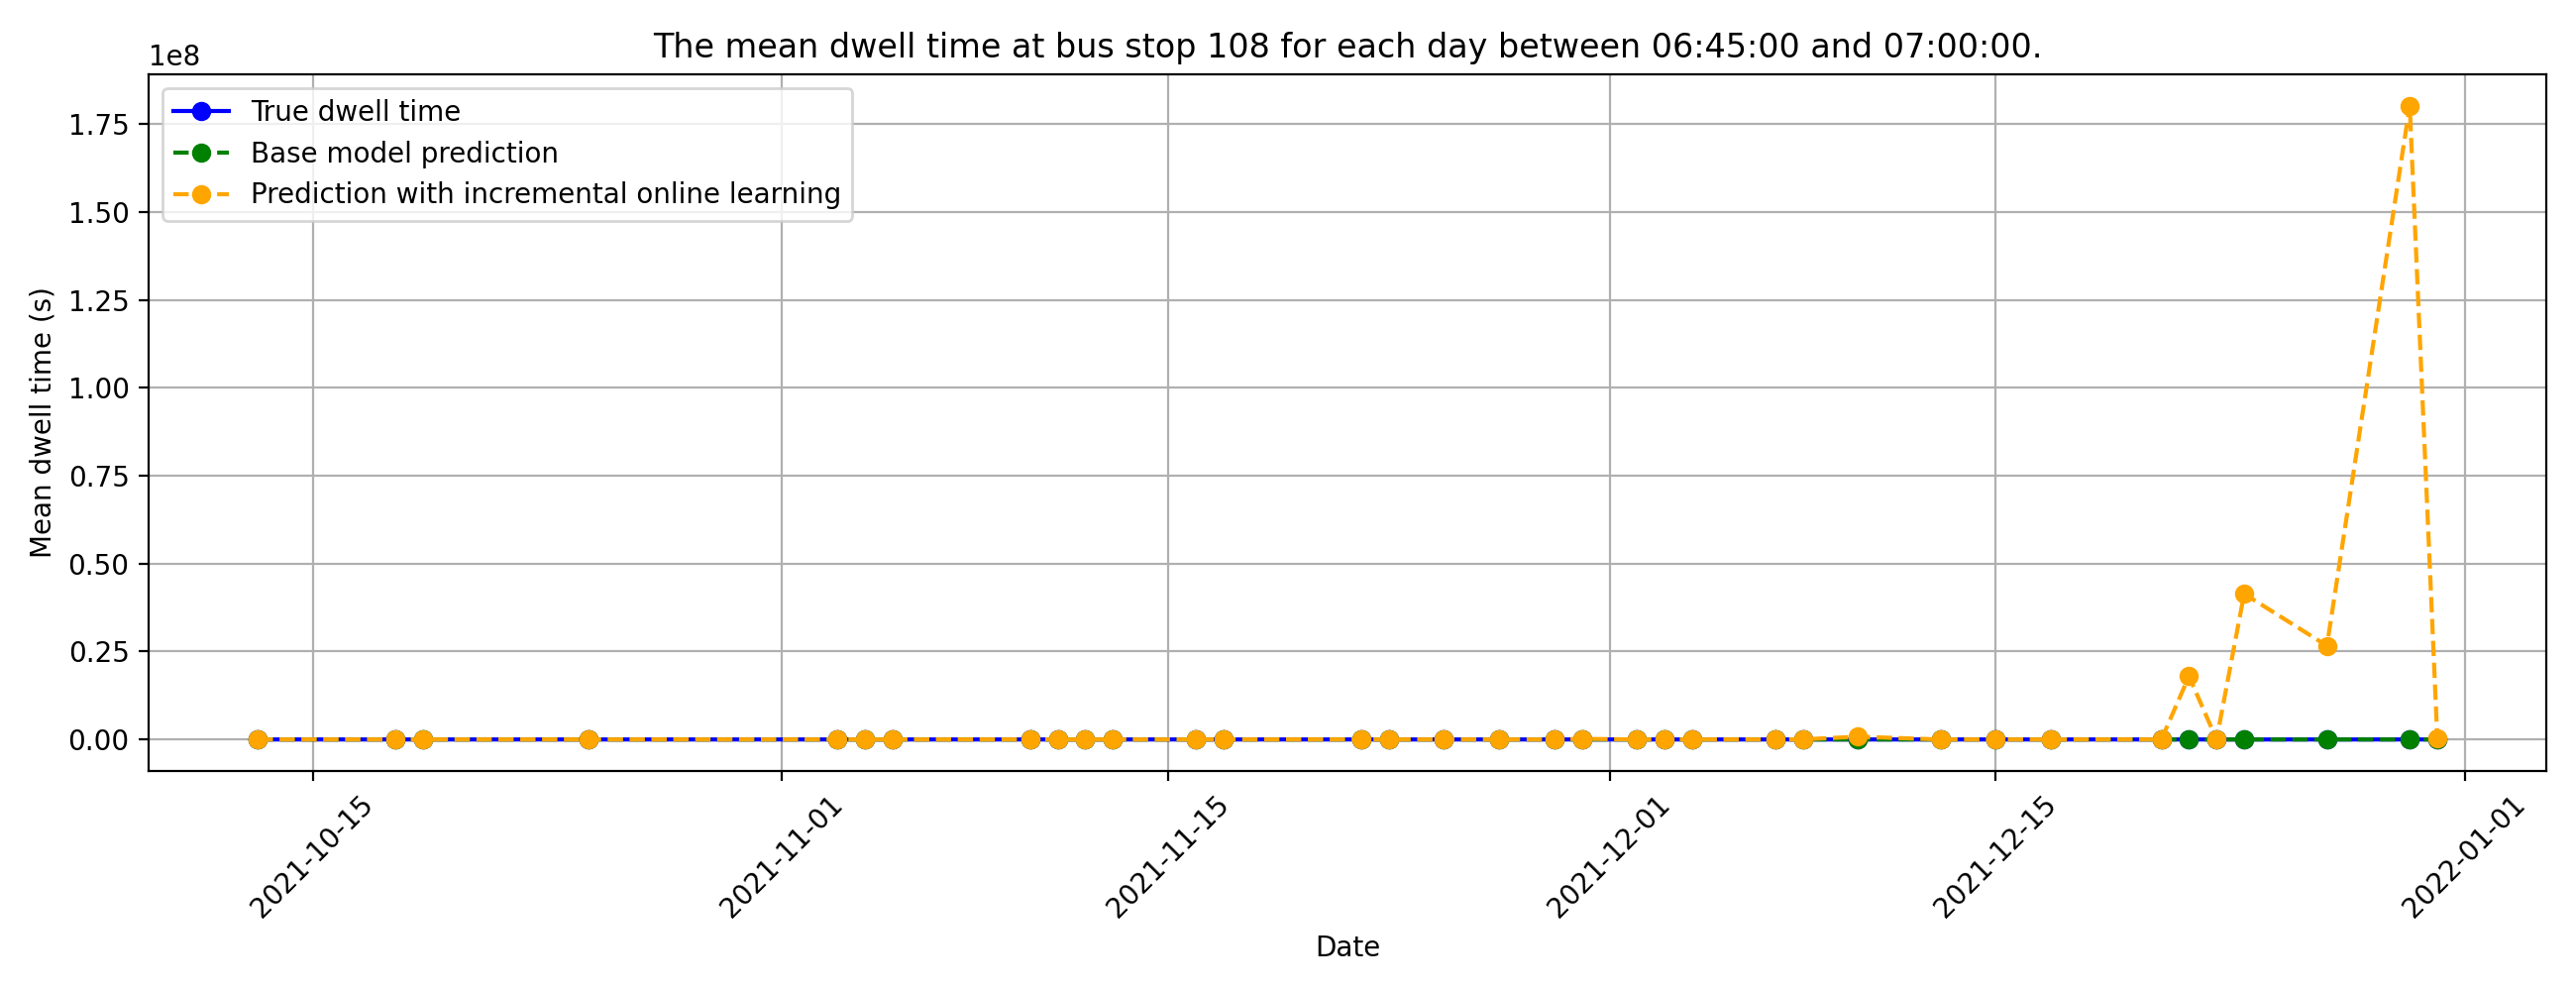 The mean dwell time at bus stop 108 for each day between 06:45:00 and 07:00:00.
1e8
True dwell time
Base model prediction
Prediction with incremental online learning
Mean dwell time (s)
1.75
1.50
1.25
1.00
0.75
0.50
0.25
0.00
2021-10-15
2021-11-01
2021-11-15
2021-12-01
2021-12-15
2022-01-01
Date